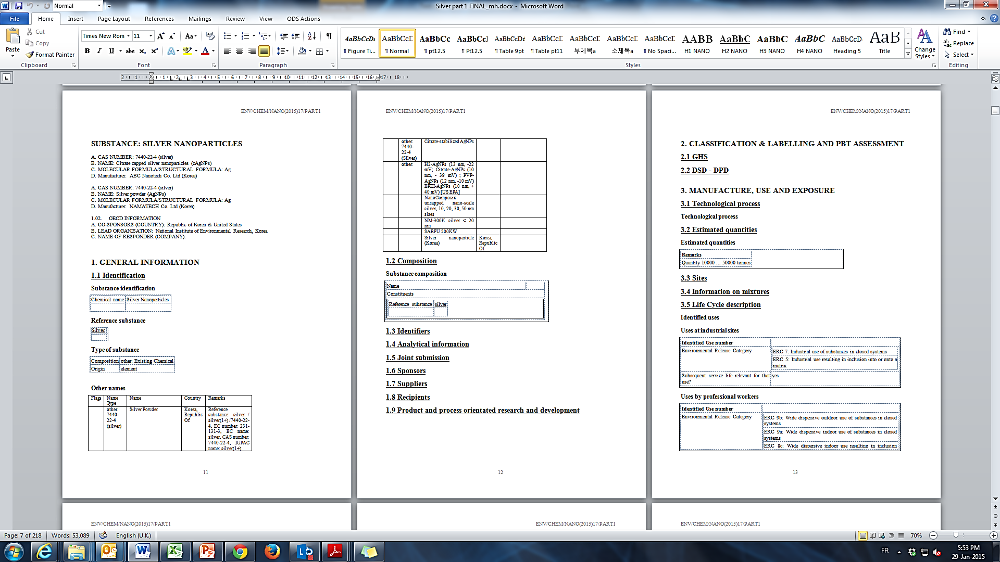 Normal
Silver part 1 FINAL_mh.docx - Microsoft Word
File Home Insert Page Layout References Mailings Review View ODS Actions
Paste
Cut
Copy
Format Painter
Clipboard
Times New Rom 11
Font
Paragraph
AaBbCcDc AaBbCcI AaBbCc AaBbCcI AaBbCcDd AaBbCcI AaBbCcI AaBbCcI AaBbCcI AABB AaBbC AaBbC AaBbC AaBbCcD AaB
Figure Ti... ¶ Normal ¶ pt12.5 ¶ Pt12.5 ¶ Table 9pt ¶ Table pt11 부제목a 소제목a ¶ No Spaci... H1 NANO H2 NANO H3 NANO H4 NANO Heading 5 Title
Styles
Change Styles
Find
Replace
Select
Editing
ENV/CHEM/NANO(2015)17/PART1
SUBSTANCE: SILVER NANOPARTICLES
A. CAS NUMBER: 7440-22-4 (silver)
B. NAME: Citrate capped silver nanoparticles (cAgNPs)
C. MOLECULAR FORMULA/STRUCTURAL FORMULA: Ag
D. Manufacturer: ABC Nanotech Co. Ltd (Korea)
A. CAS NUMBER: 7440-22-4 (silver)
B. NAME: Silver powder (AgNPs)
C. MOLECULAR FORMULA/STRUCTURAL FORMULA: Ag
D. Manufacturer: NAMATECH Co. Ltd (Korea)
1.02. OECD INFORMATION
A. CO-SPONSORS (COUNTRY): Republic of Korea & United States
B. LEAD ORGANISATION: National Institute of Environmental Research, Korea
C. NAME OF RESPONDER (COMPANY):
1. GENERAL INFORMATION
1.1 Identification
Substance identification
Chemical name Silver Nanoparticles
Reference substance
Silver
Type of substance
Composition other: Existing Chemical
Origin element
Other names
Flags Name Type Name Country Remarks
other: 7440-22-4 (silver) Silver Powder Korea, Republic Of Reference substance: silver / silver(1+) /7440-22-4, EC number: 231-131-3, EC name: silver, CAS number: 7440-22-4, IUPAC name: silver(1+)
11
ENV/CHEM/NANO(2015)17/PART1
other: 7440-22-4 (Silver) Citrate-stabilized AgNPs
other: H2-AgNPs (13 nm, -22 mV; Citrate-AgNPs (10 nm, - 39 mV) ; PVP-AgNPs (12 nm, -10 mV) BPEI-AgNPs (10 nm, + 40 mV) [US EPA]
NanoComposix uncapped nano-scale silver, 10, 20, 30, 50 nm sizes
NM-300K silver < 20 nm
SARPU 200KW
Silver nanoparticle (Korea) Korea, Republic Of
1.2 Composition
Substance composition
Name
Constituents
Reference substance silver
1.3 Identifiers
1.4 Analytical information
1.5 Joint submission
1.6 Sponsors
1.7 Suppliers
1.8 Recipients
1.9 Product and process orientated research and development
12
ENV/CHEM/NANO(2015)17/PART1
2. CLASSIFICATION & LABELLING AND PBT ASSESSMENT
2.1 GHS
2.2 DSD - DPD
3. MANUFACTURE, USE AND EXPOSURE
3.1 Technological process
Technological process
3.2 Estimated quantities
Estimated quantities
Remarks
Quantity 10000 ... 50000 tonnes
3.3 Sites
3.4 Information on mixtures
3.5 Life Cycle description
Identified uses
Uses at industrial sites
Identified Use number
Environmental Release Category ERC 7: Industrial use of substances in closed systems
ERC 5: Industrial use resulting in inclusion into or onto a matrix
Subsequent service life relevant for that use? yes
Uses by professional workers
Identified Use number
Environmental Release Category ERC 9b: Wide dispersive outdoor use of substances in closed systems
ERC 9a: Wide dispersive indoor use of substances in closed systems
ERC 8c: Wide dispersive indoor use resulting in inclusion
13
ENV/CHEM/NANO(2015)17/PART1
ENV/CHEM/NANO(2015)17/PART1
ENV/CHEM/NANO(2015)17/PART1
Page: 7 of 218 Words: 53,089 English (U.K.) 70%
FR
5:53 PM
29-Jan-2015